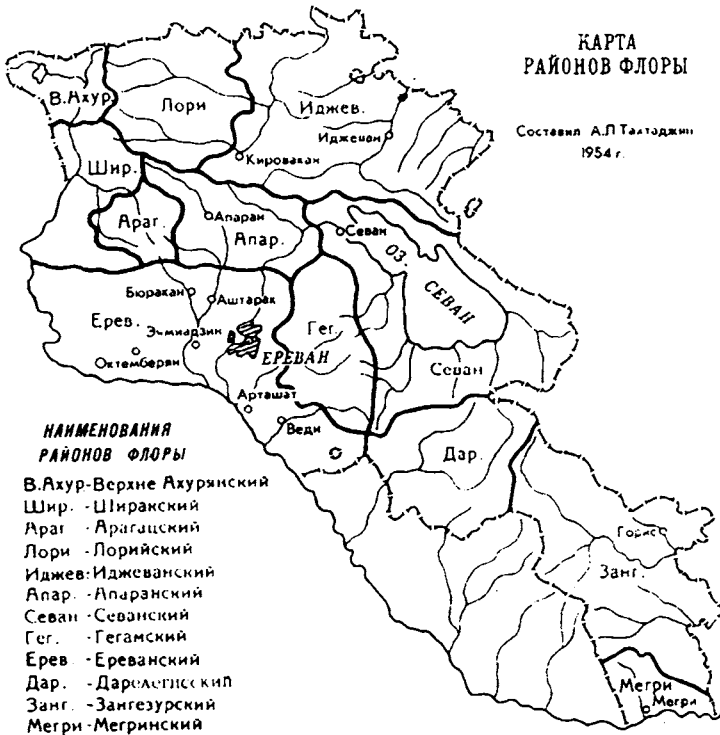 КАРТА
РАЙОНОВ ФЛОРЫ
Составил А.Л Тахтаджян
1954 г.
В.Ахур.
Лори
Иджев.
Иджеван
Кировакан
Шир.
Араг.
Апаран
Апар.
Севан
ОЗ.
СЕВАН
Бюракан
Аштарак
Ерев.
Эчмиадзин
Гег.
ЕРЕВАН
Октемберян
Севан
Арташат
Веди
Дар.
Горис
Занг.
Мегри
Мегри
НАИМЕНОВАНИЯ
РАЙОНОВ ФЛОРЫ
В.Ахур-Верхне Ахурянский
Шир. - Ширакский
Араг - Арагацский
Лори - Лорийский
Иджев: Иджеванский
Апар. - Апаранский
Севан - Севанский
Гег. - Гегамский
Ерев - Ереванский
Дар. - Даралегисский
Занг. - Зангезурский
Мегри - Мегринский